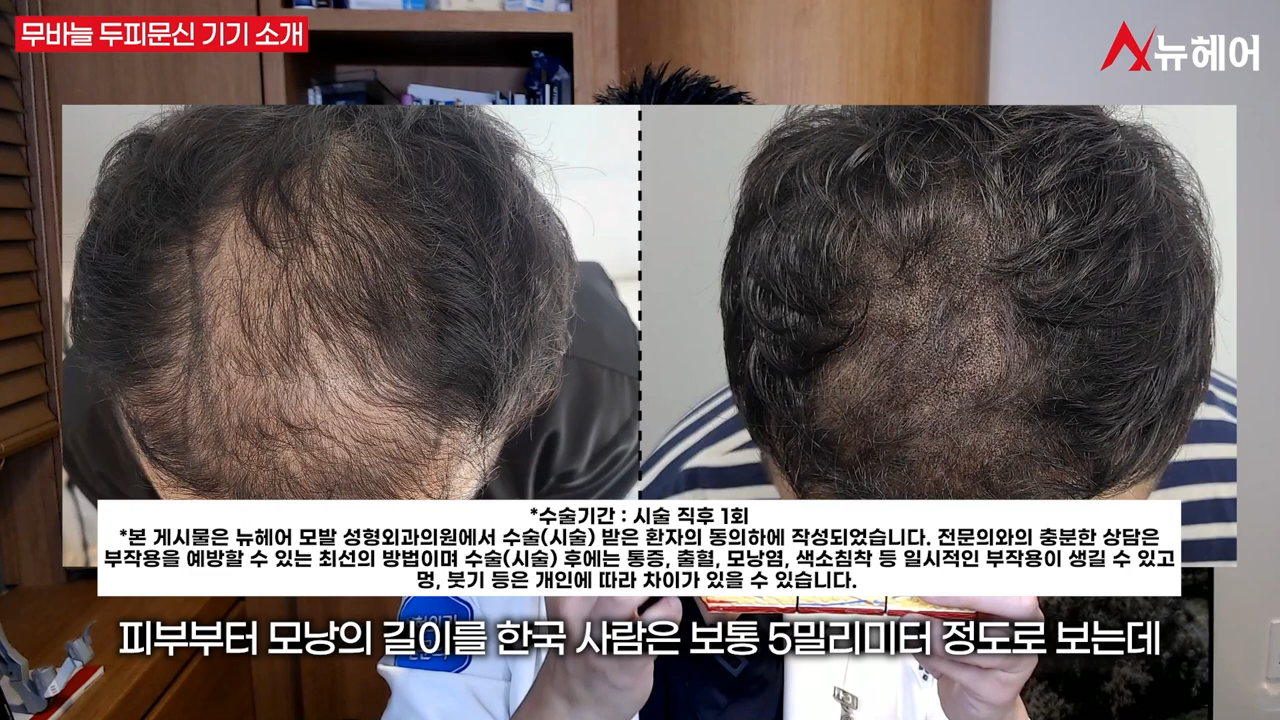 무바늘 두피문신 기기 소개
뉴헤어
*수술기간 : 시술 직후 1회
*본 게시물은 뉴헤어 모발 성형외과의원에서 수술(시술) 받은 환자의 동의하에 작성되었습니다. 전문의와의 충분한 상담은
부작용을 예방할 수 있는 최선의 방법이며 수술(시술) 후에는 통증, 출혈, 모낭염, 색소침착 등 일시적인 부작용이 생길 수 있고
멍, 붓기 등은 개인에 따라 차이가 있을 수 있습니다.
피부부터 모낭의 길이를 한국 사람은 보통 5밀리미터 정도로 보는데